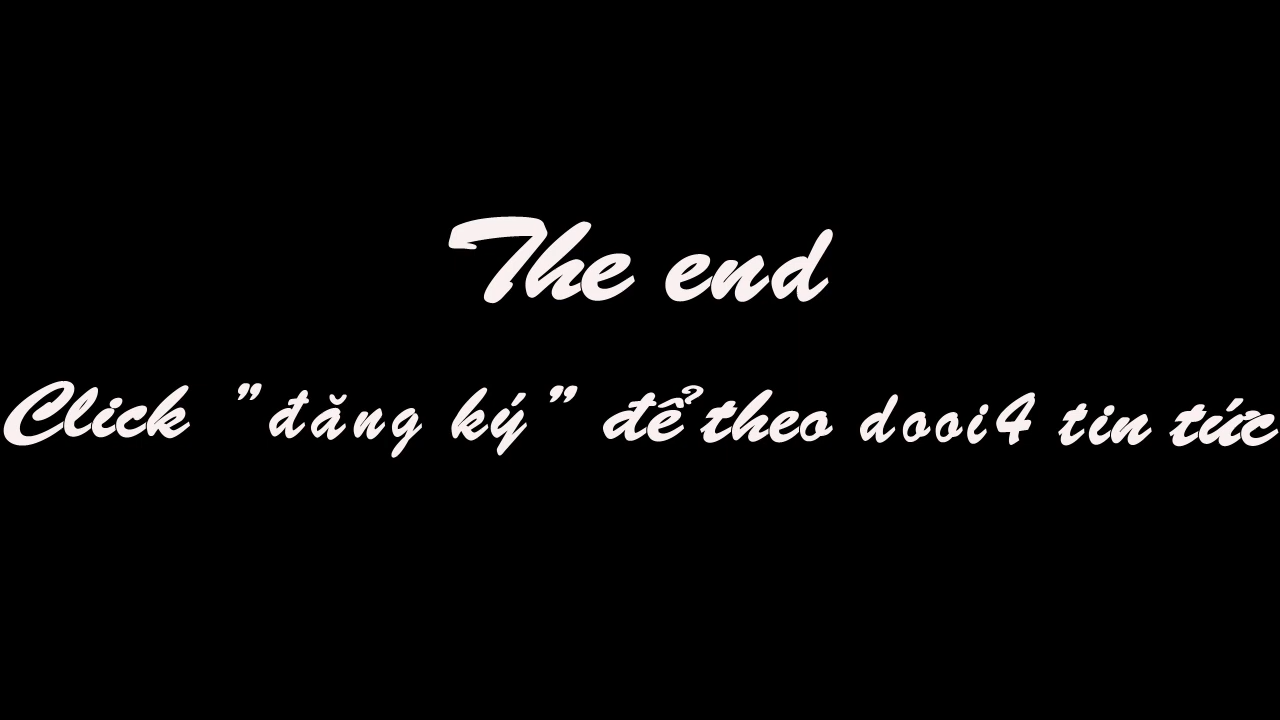 The end
Click "đăng ký" để theo dooi4 tin tức